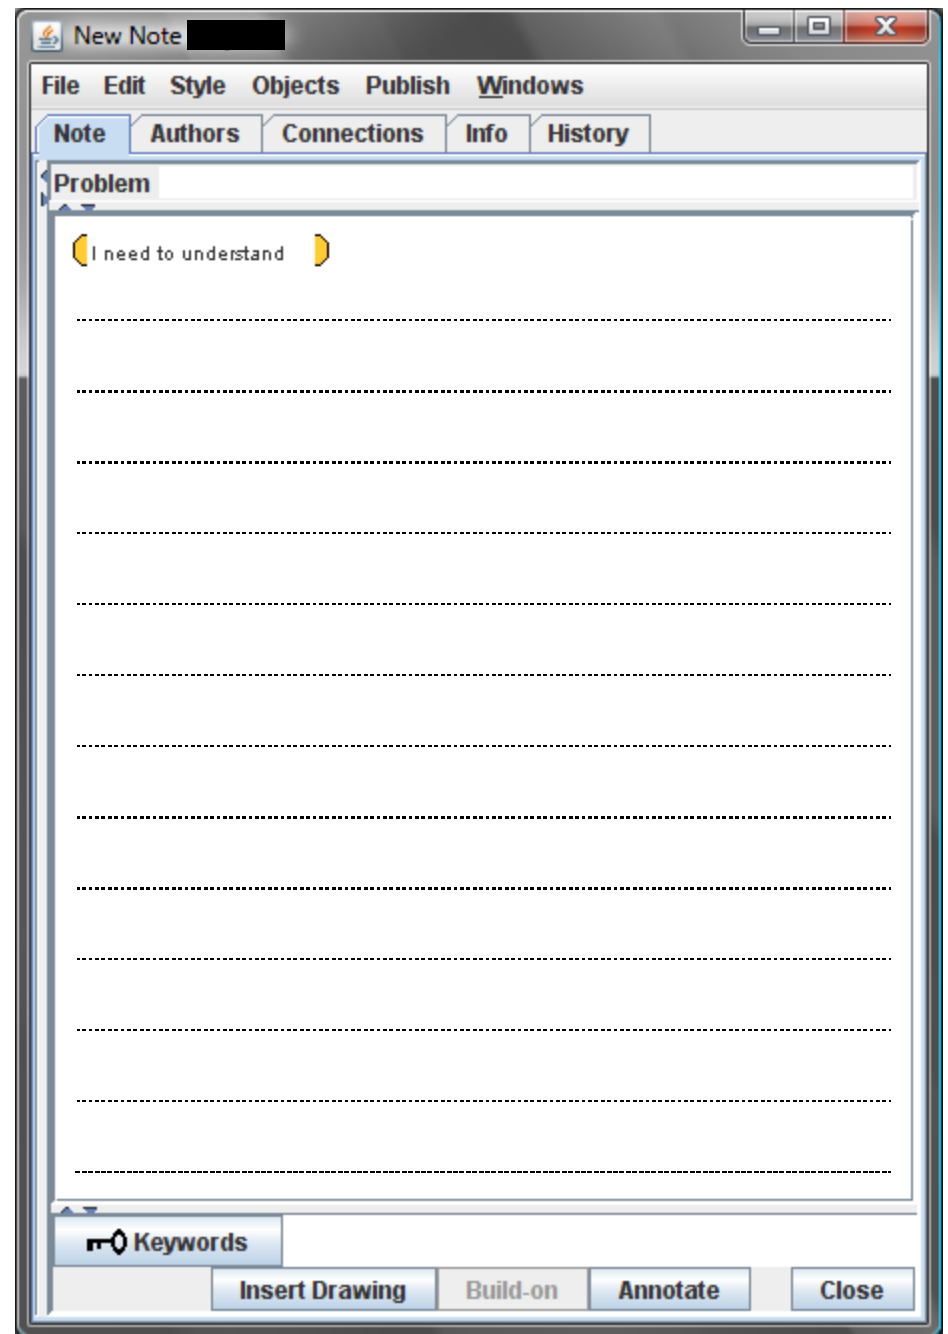 New Note
File Edit Style Objects Publish Windows
Note Authors Connections Info History
Problem
I need to understand
Keywords
Insert Drawing Build-on Annotate Close